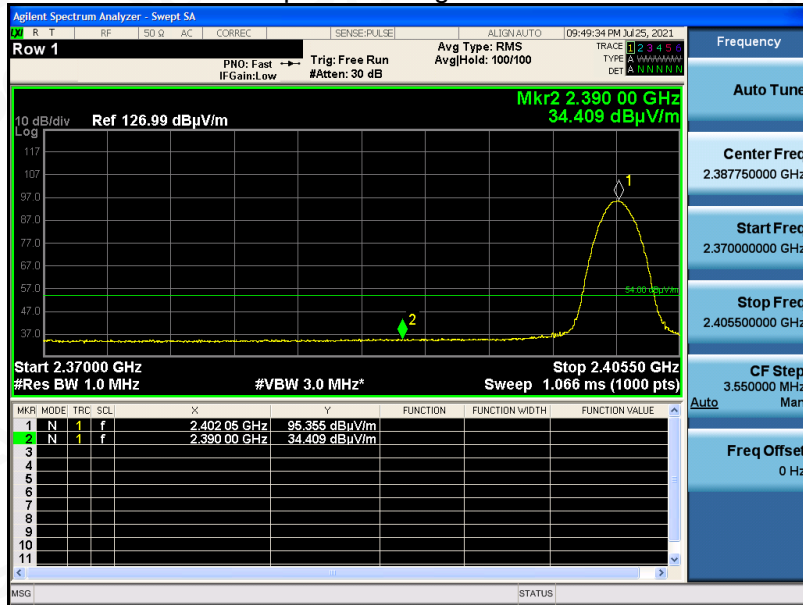 Agilent Spectrum Analyzer - Swept SA
LXI R T RF 50 Ω AC CORREC SENSE:PULSE ALIGN AUTO 09:49:34 PM Jul 25, 2021
Row 1
PNO: Fast
IFGain:Low
Trig: Free Run
#Atten: 30 dB
Avg Type: RMS
Avg|Hold: 100/100
TRACE 1 2 3 4 5 6
TYPE A WWWWW
DET A N N N N N
Mkr2 2.390 00 GHz
34.409 dBµV/m
10 dB/div Ref 126.99 dBµV/m
Log
117
107
97.0
87.0
77.0
67.0
57.0
47.0
37.0
1
2
54.00 dBµV/m
Start 2.37000 GHz Stop 2.40550 GHz
#Res BW 1.0 MHz #VBW 3.0 MHz* Sweep 1.066 ms (1000 pts)
MKR MODE TRC SCL X Y FUNCTION FUNCTION WIDTH FUNCTION VALUE
1 N 1 f 2.402 05 GHz 95.355 dBµV/m
2 N 1 f 2.390 00 GHz 34.409 dBµV/m
3
4
5
6
7
8
9
10
11
MSG STATUS
Frequency
Auto Tune
Center Freq
2.387750000 GHz
Start Freq
2.370000000 GHz
Stop Freq
2.405500000 GHz
CF Step
3.550000 MHz
Auto Man
Freq Offset
0 Hz